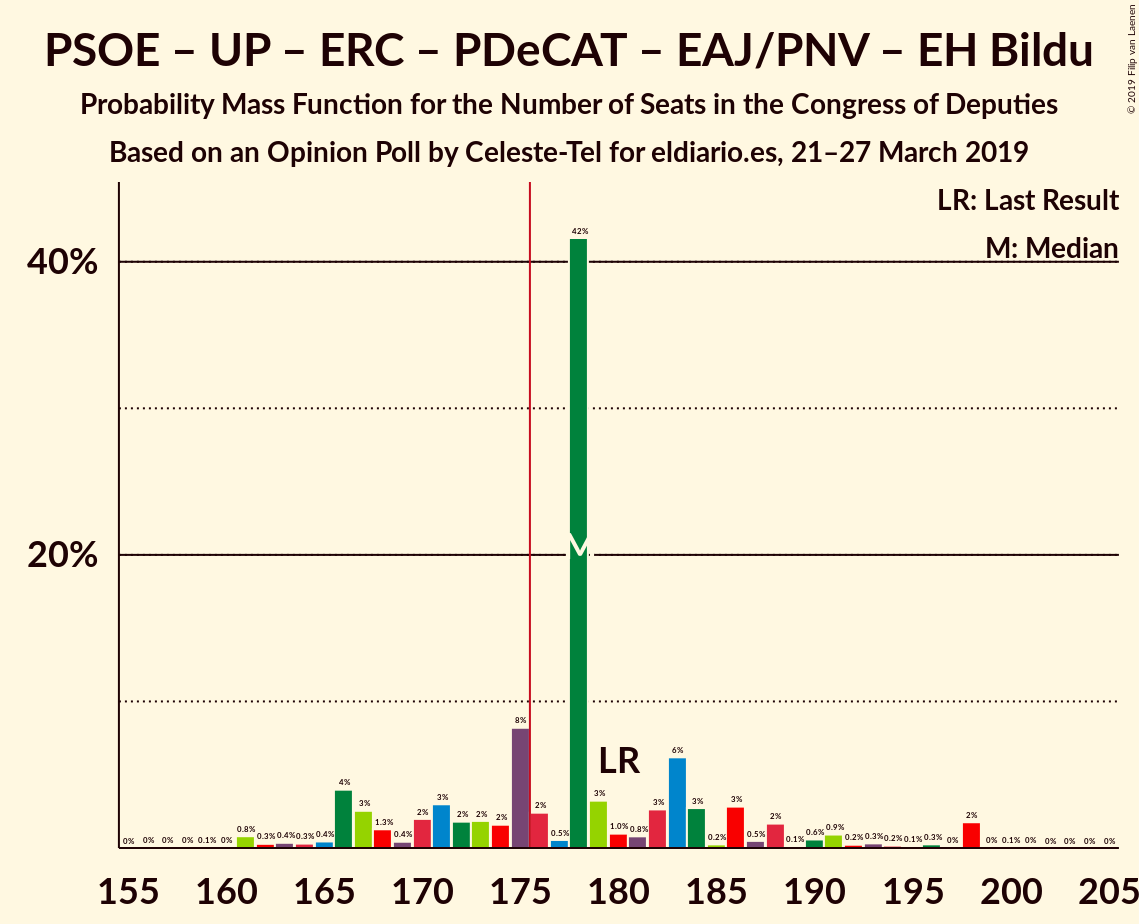 PSOE – UP – ERC – PDeCAT – EAJ/PNV – EH Bildu
Probability Mass Function for the Number of Seats in the Congress of Deputies
Based on an Opinion Poll by Celeste-Tel for eldiario.es, 21–27 March 2019
© 2019 Filip van Laenen
LR: Last Result
M: Median
40%
20%
0% 0% 0% 0% 0.1% 0% 0.8% 0.3% 0.4% 0.3% 0.4% 4% 3% 1.3% 0.4% 2% 3% 2% 2% 2% 8% 2% 0.5% 42% 3% 1.0% 0.8% 3% 6% 3% 0.2% 3% 0.5% 2% 0.1% 0.6% 0.9% 0.2% 0.3% 0.2% 0.1% 0.3% 0% 2% 0% 0.1% 0% 0% 0% 0% 0%
M
LR
155 160 165 170 175 180 185 190 195 200 205